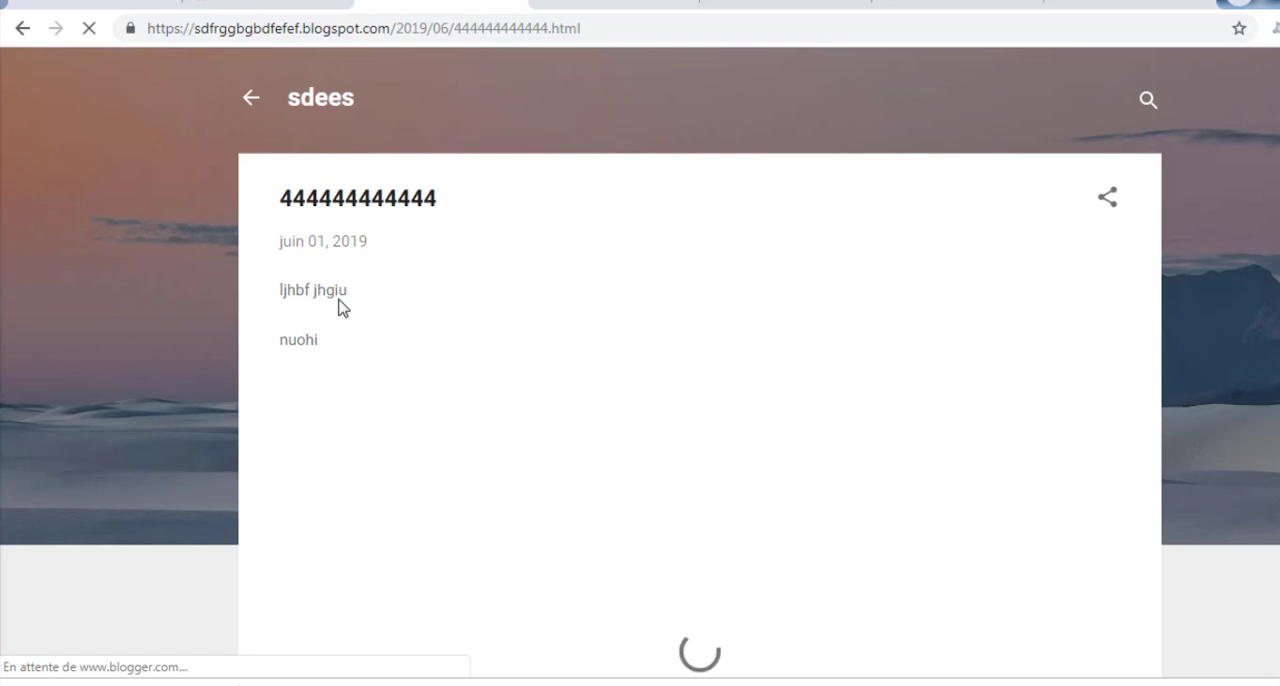 https://sdfrggbgbdfefef.blogspot.com/2019/06/444444444444.html
sdees
444444444444
juin 01, 2019
ljhbf jhgiu
nuohi
En attente de www.blogger.com...